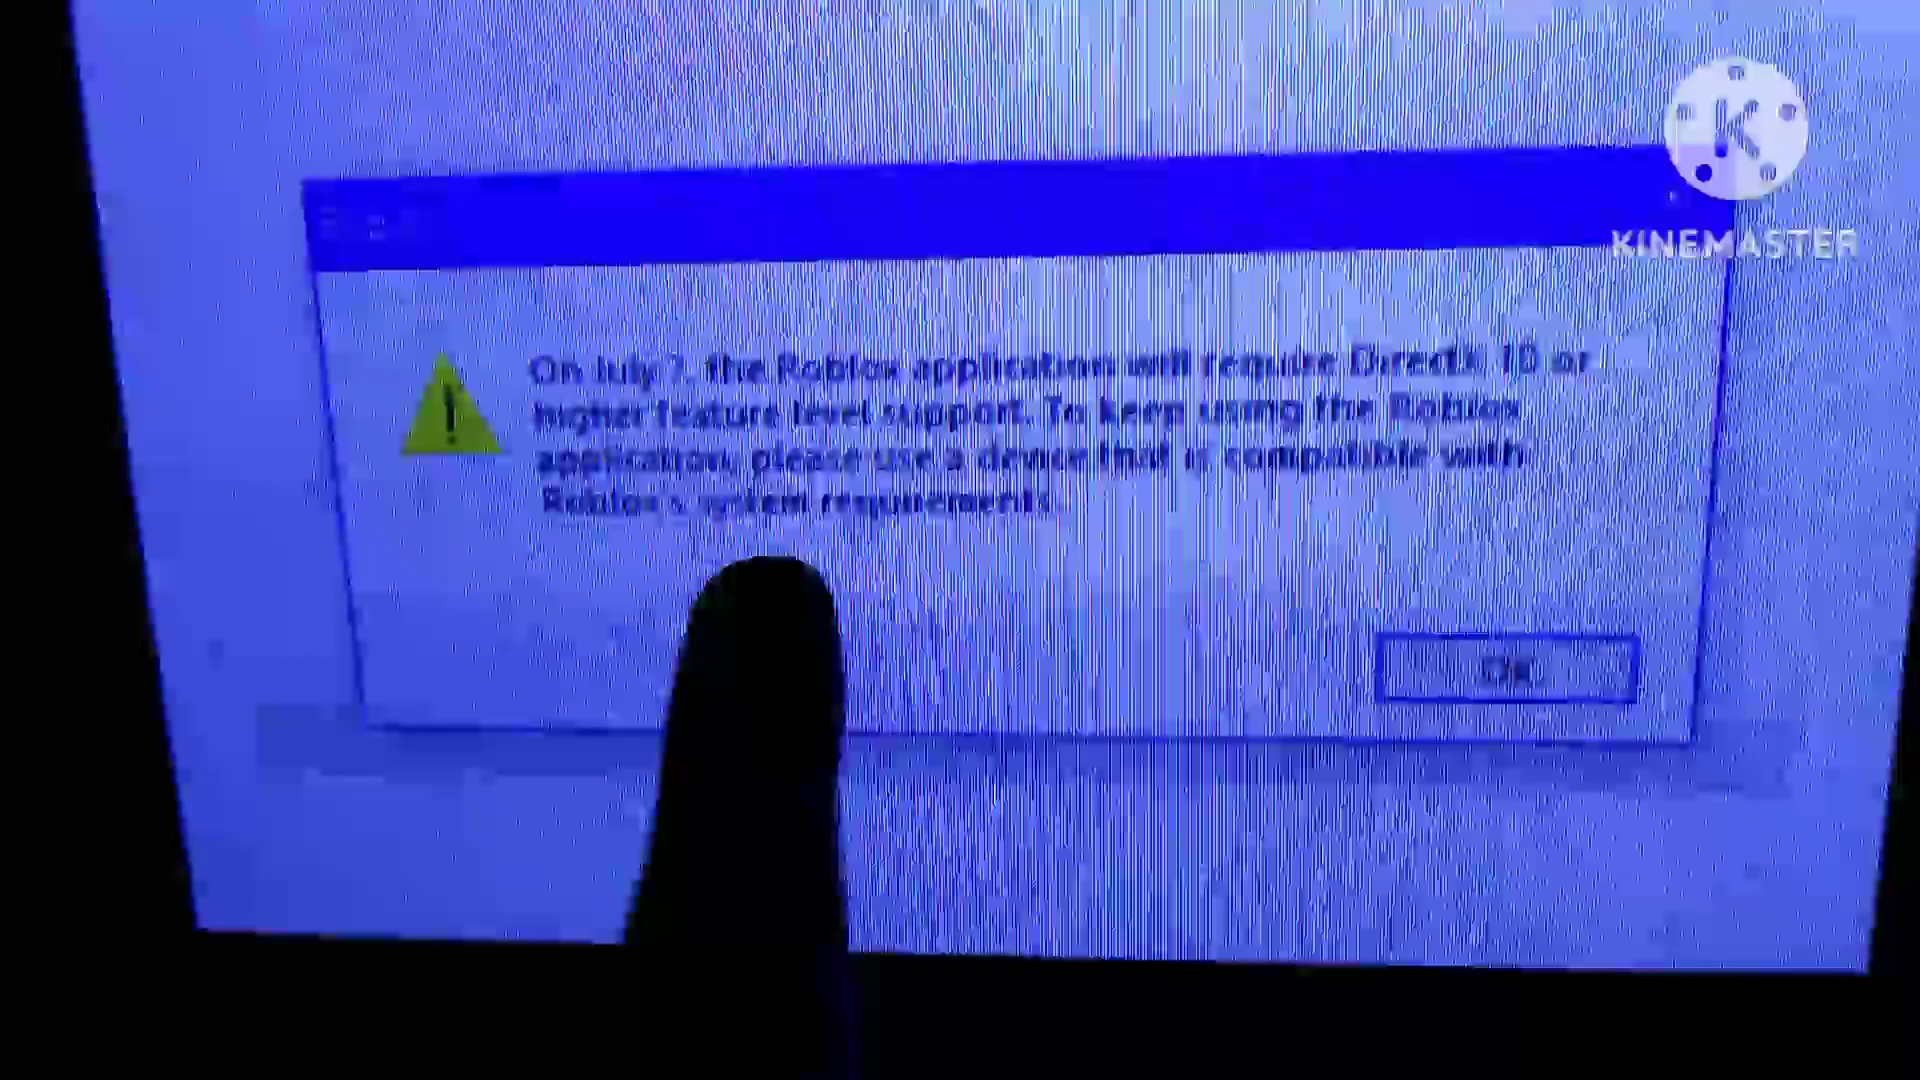 K
KINEMASTER
On July 7, the Roblox application will require DirectX 10 or
higher feature level support. To keep using the Roblox
application, please use a device that is compatible with
Roblox's system requirements.
OK